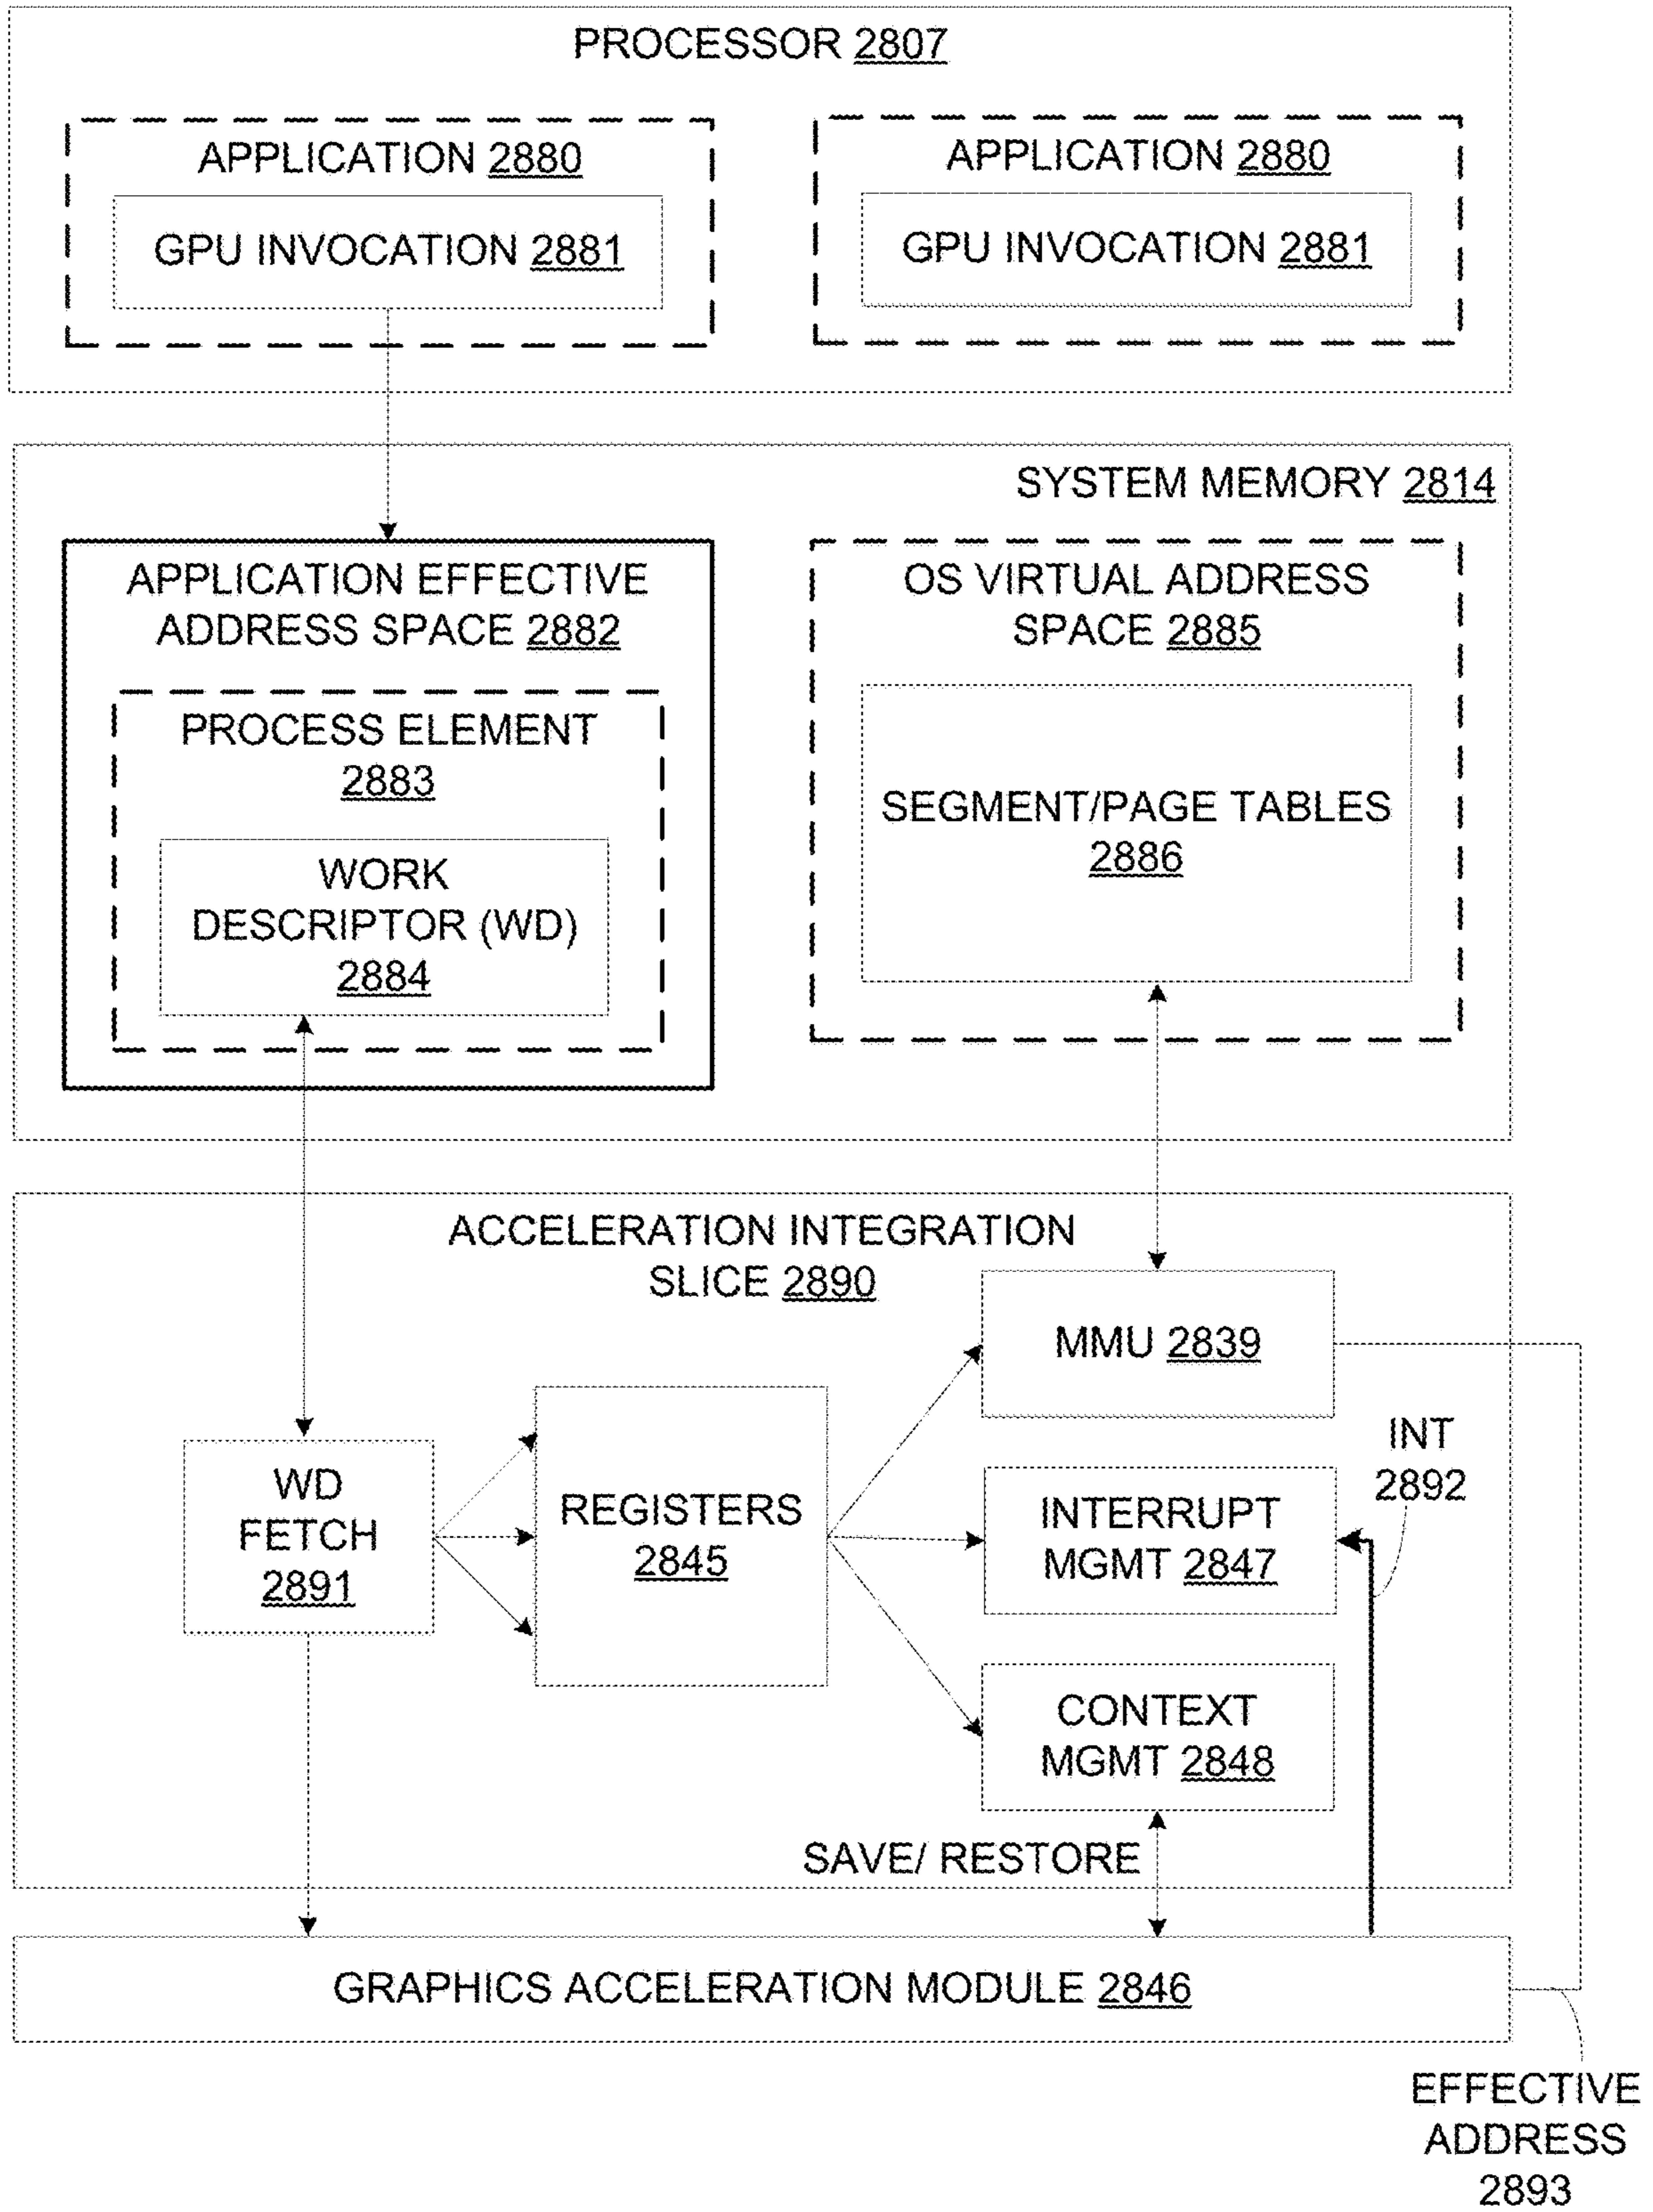 PROCESSOR 2807
APPLICATION 2880
GPU INVOCATION 2881
APPLICATION 2880
GPU INVOCATION 2881
SYSTEM MEMORY 2814
APPLICATION EFFECTIVE
ADDRESS SPACE 2882
PROCESS ELEMENT
2883
WORK
DESCRIPTOR (WD)
2884
OS VIRTUAL ADDRESS
SPACE 2885
SEGMENT/PAGE TABLES
2886
ACCELERATION INTEGRATION
SLICE 2890
WD
FETCH
2891
REGISTERS
2845
MMU 2839
INTERRUPT
MGMT 2847
CONTEXT
MGMT 2848
INT
2892
SAVE/ RESTORE
GRAPHICS ACCELERATION MODULE 2846
EFFECTIVE
ADDRESS
2893